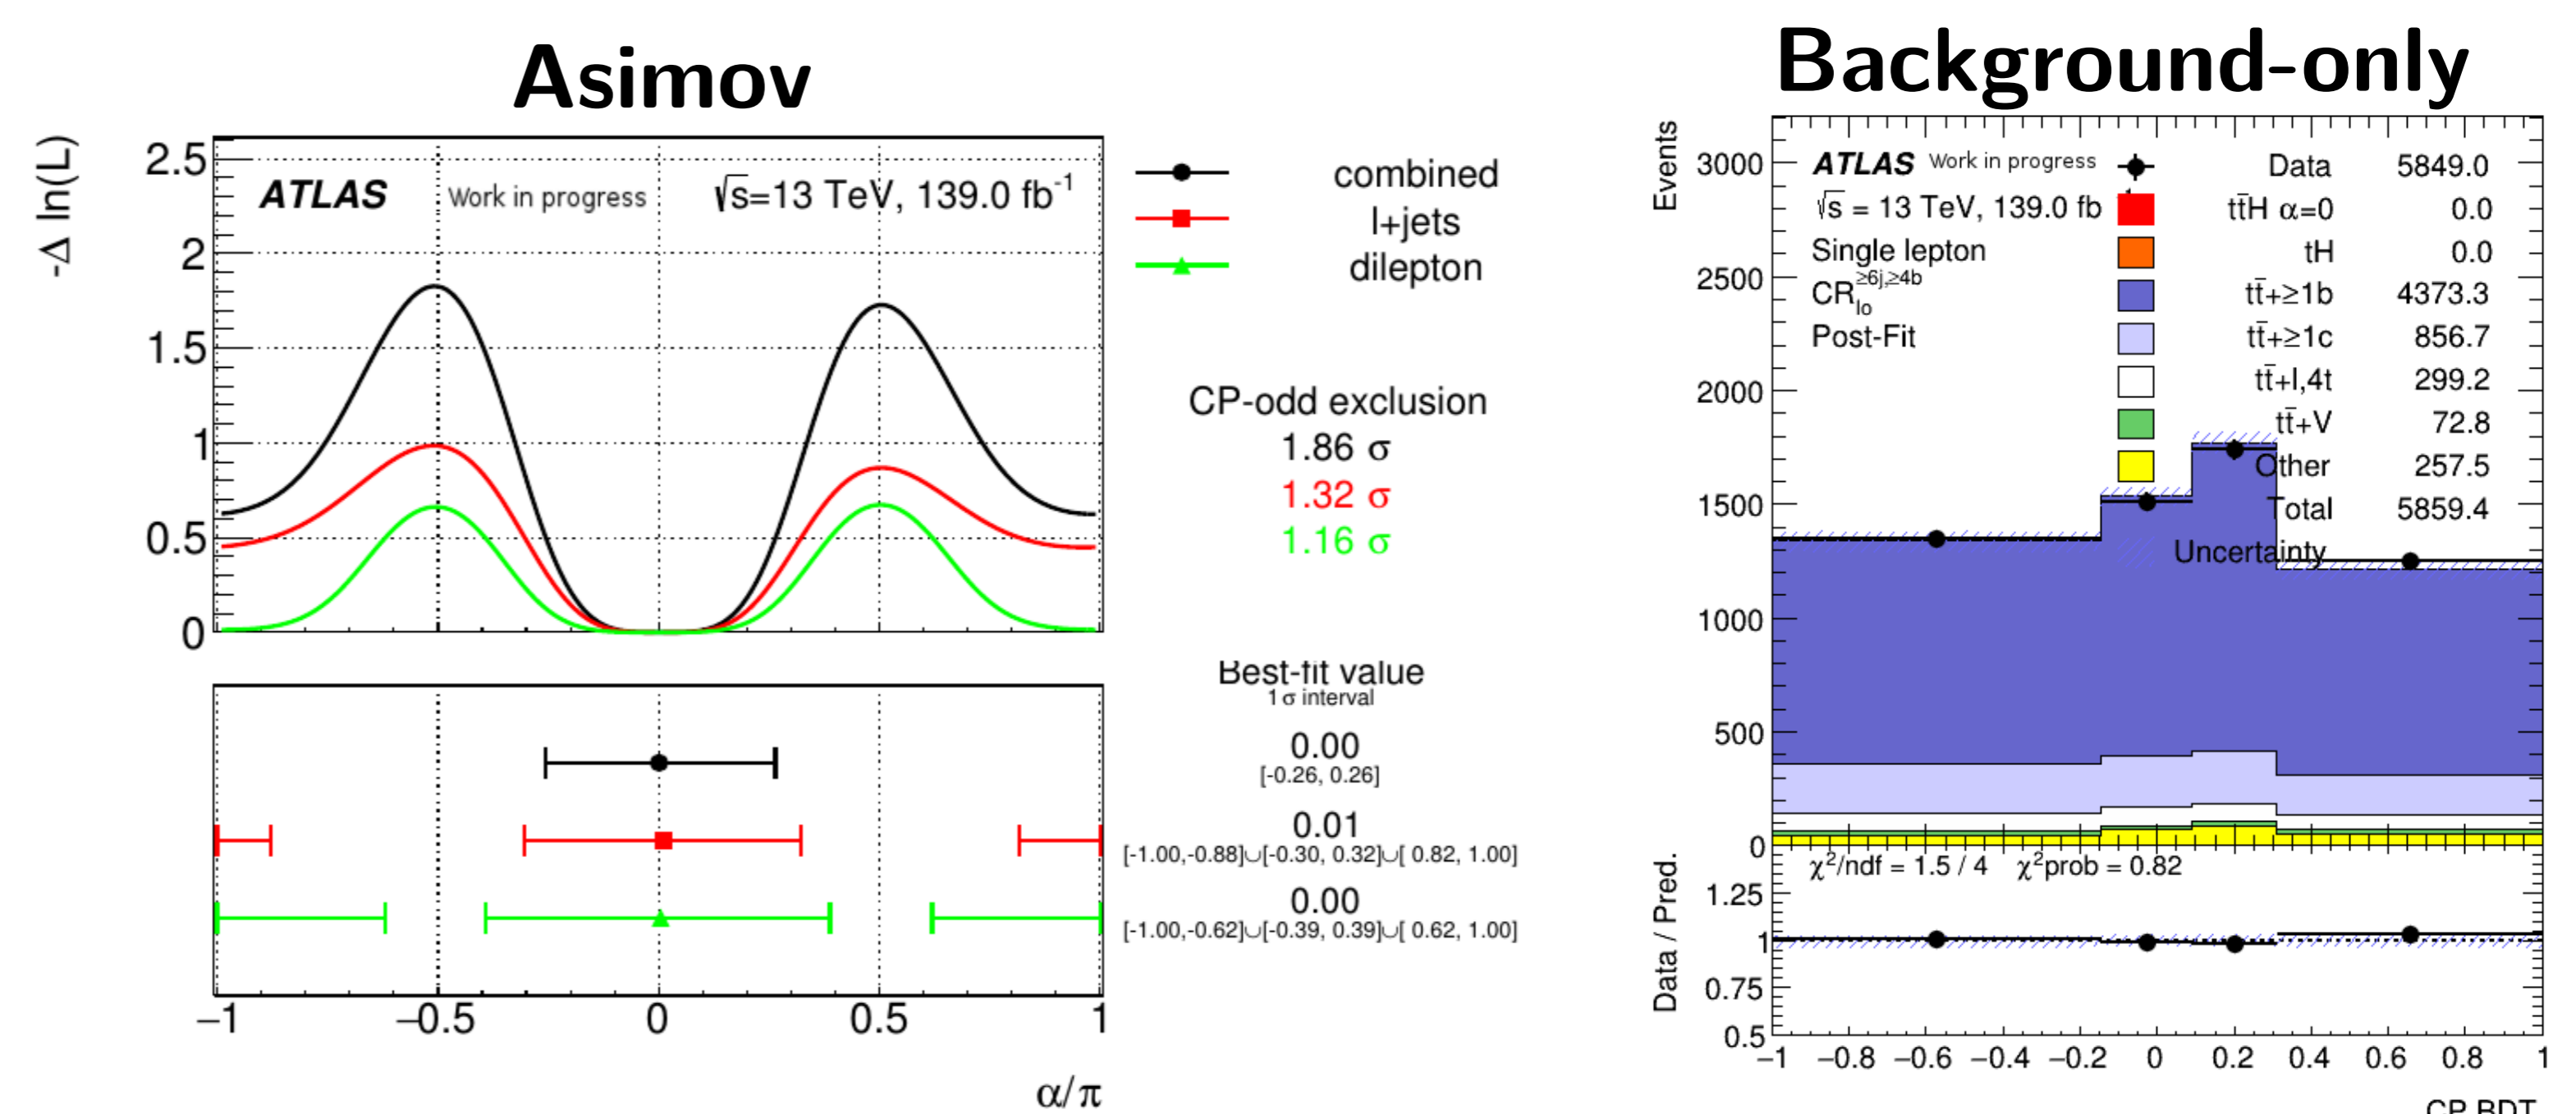 Asimov
-Δ ln(L)
2.5
2
1.5
1
0.5
0
ATLAS Work in progress √s=13 TeV, 139.0 fb⁻¹
combined
l+jets
dilepton
CP-odd exclusion
1.86 σ
1.32 σ
1.16 σ
Best-fit value
1 σ interval
0.00
[-0.26, 0.26]
0.01
[-1.00,-0.88]∪[-0.30, 0.32]∪[ 0.82, 1.00]
0.00
[-1.00,-0.62]∪[-0.39, 0.39]∪[ 0.62, 1.00]
−1 −0.5 0 0.5 1
α/π
Background-only
Events
3000
2500
2000
1500
1000
500
0
ATLAS Work in progress
√s = 13 TeV, 139.0 fb
Single lepton
CR≥6j,≥4b lo
Post-Fit
Data 5849.0
tt̄H α=0 0.0
tH 0.0
tt̄+≥1b 4373.3
tt̄+≥1c 856.7
tt̄+l,4t 299.2
tt̄+V 72.8
Other 257.5
Total 5859.4
Uncertainty
Data / Pred.
χ²/ndf = 1.5 / 4 χ²prob = 0.82
1.25
1
0.75
0.5
−1 −0.8 −0.6 −0.4 −0.2 0 0.2 0.4 0.6 0.8 1
CP BDT